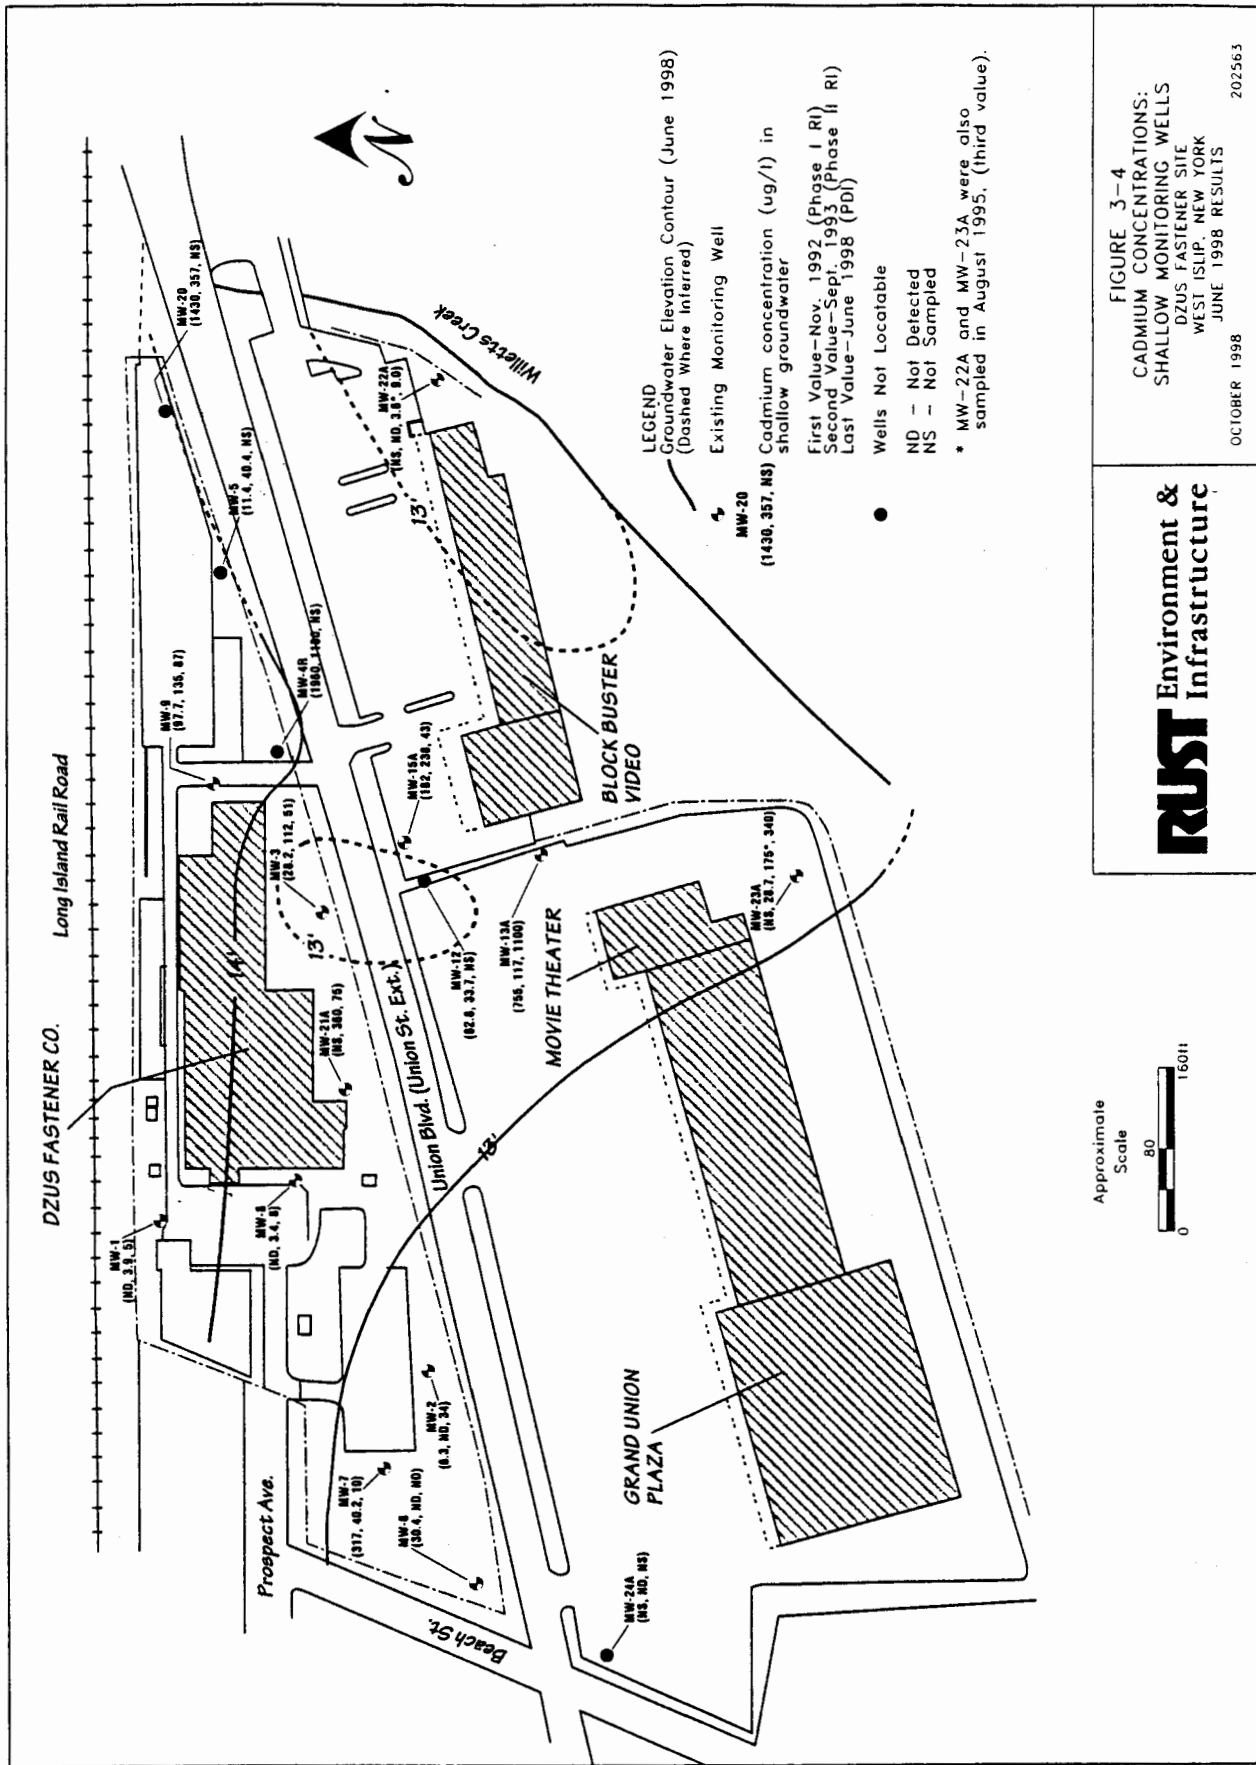 DZUS FASTENER CO.
Long Island Rail Road
MW-1
(ND, 3.9, 5)
MW-8
(ND, 3.4, 8)
14'
MW-9
(97.7, 135, 87)
MW-5
(11.4, 40.4, NS)
MW-20
(1430, 357, NS)
MW-21A
(NS, 360, 75)
MW-3
(28.2, 112, 51)
13'
MW-4R
(1960, 1180, NS)
Prospect Ave.
MW-7
(317, 40.2, 10)
MW-2
(6.3, ND, 34)
MW-6
(30.4, ND, ND)
Beach St.
Union Blvd. (Union St. Ext.)
13'
MW-12
(62.8, 33.7, NS)
MW-15A
(182, 238, 43)
MW-13A
(755, 117, 1100)
13'
MW-22A
(NS, ND, 3.6*, 9.0)
Willetts Creek
MW-24A
(NS, ND, NS)
GRAND UNION
PLAZA
MOVIE THEATER
BLOCK BUSTER
VIDEO
MW-23A
(NS, 28.7, 175*, 340)
LEGEND
Groundwater Elevation Contour (June 1998)
(Dashed Where Inferred)
Existing Monitoring Well
MW-20
(1430, 357, NS) Cadmium concentration (ug/l) in
shallow groundwater
First Value-Nov. 1992 (Phase I RI)
Second Value-Sept. 1993 (Phase II RI)
Last Value-June 1998 (PDI)
Wells Not Locatable
ND - Not Detected
NS - Not Sampled
* MW-22A and MW-23A were also
sampled in August 1995, (third value).
Approximate
Scale
0 80 160ft
RUST Environment &
Infrastructure
FIGURE 3-4
CADMIUM CONCENTRATIONS:
SHALLOW MONITORING WELLS
DZUS FASTENER SITE
WEST ISLIP, NEW YORK
JUNE 1998 RESULTS
OCTOBER 1998 202563